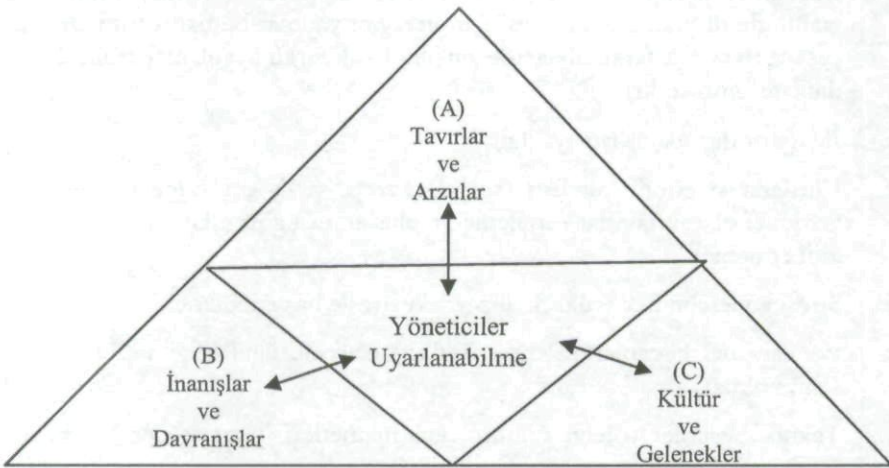 (A)
Tavırlar
ve
Arzular
Yöneticiler
Uyarlanabilme
(B)
İnanışlar
ve
Davranışlar
(C)
Kültür
ve
Gelenekler